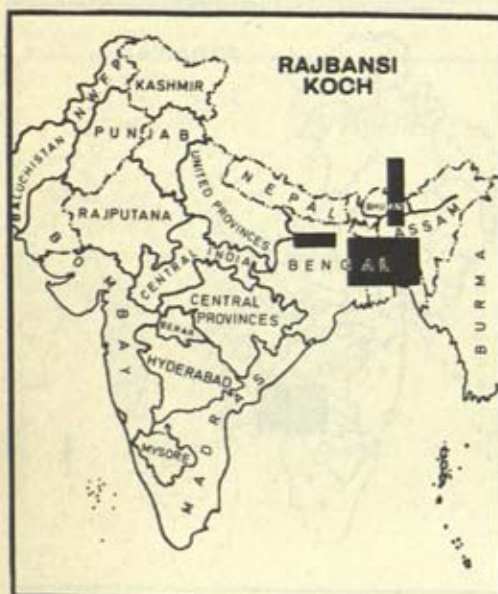 RAJBANSI
KOCH
N W F P
KASHMIR
PUNJAB
BALUCHISTAN
UNITED PROVINCES
NEPAL
BHUTAN
ASSAM
RAJPUTANA
CENTRAL INDIA
BENGAL
BOMBAY
CENTRAL
PROVINCES
BERAR
HYDERABAD
MADRAS
MYSORE
BURMA